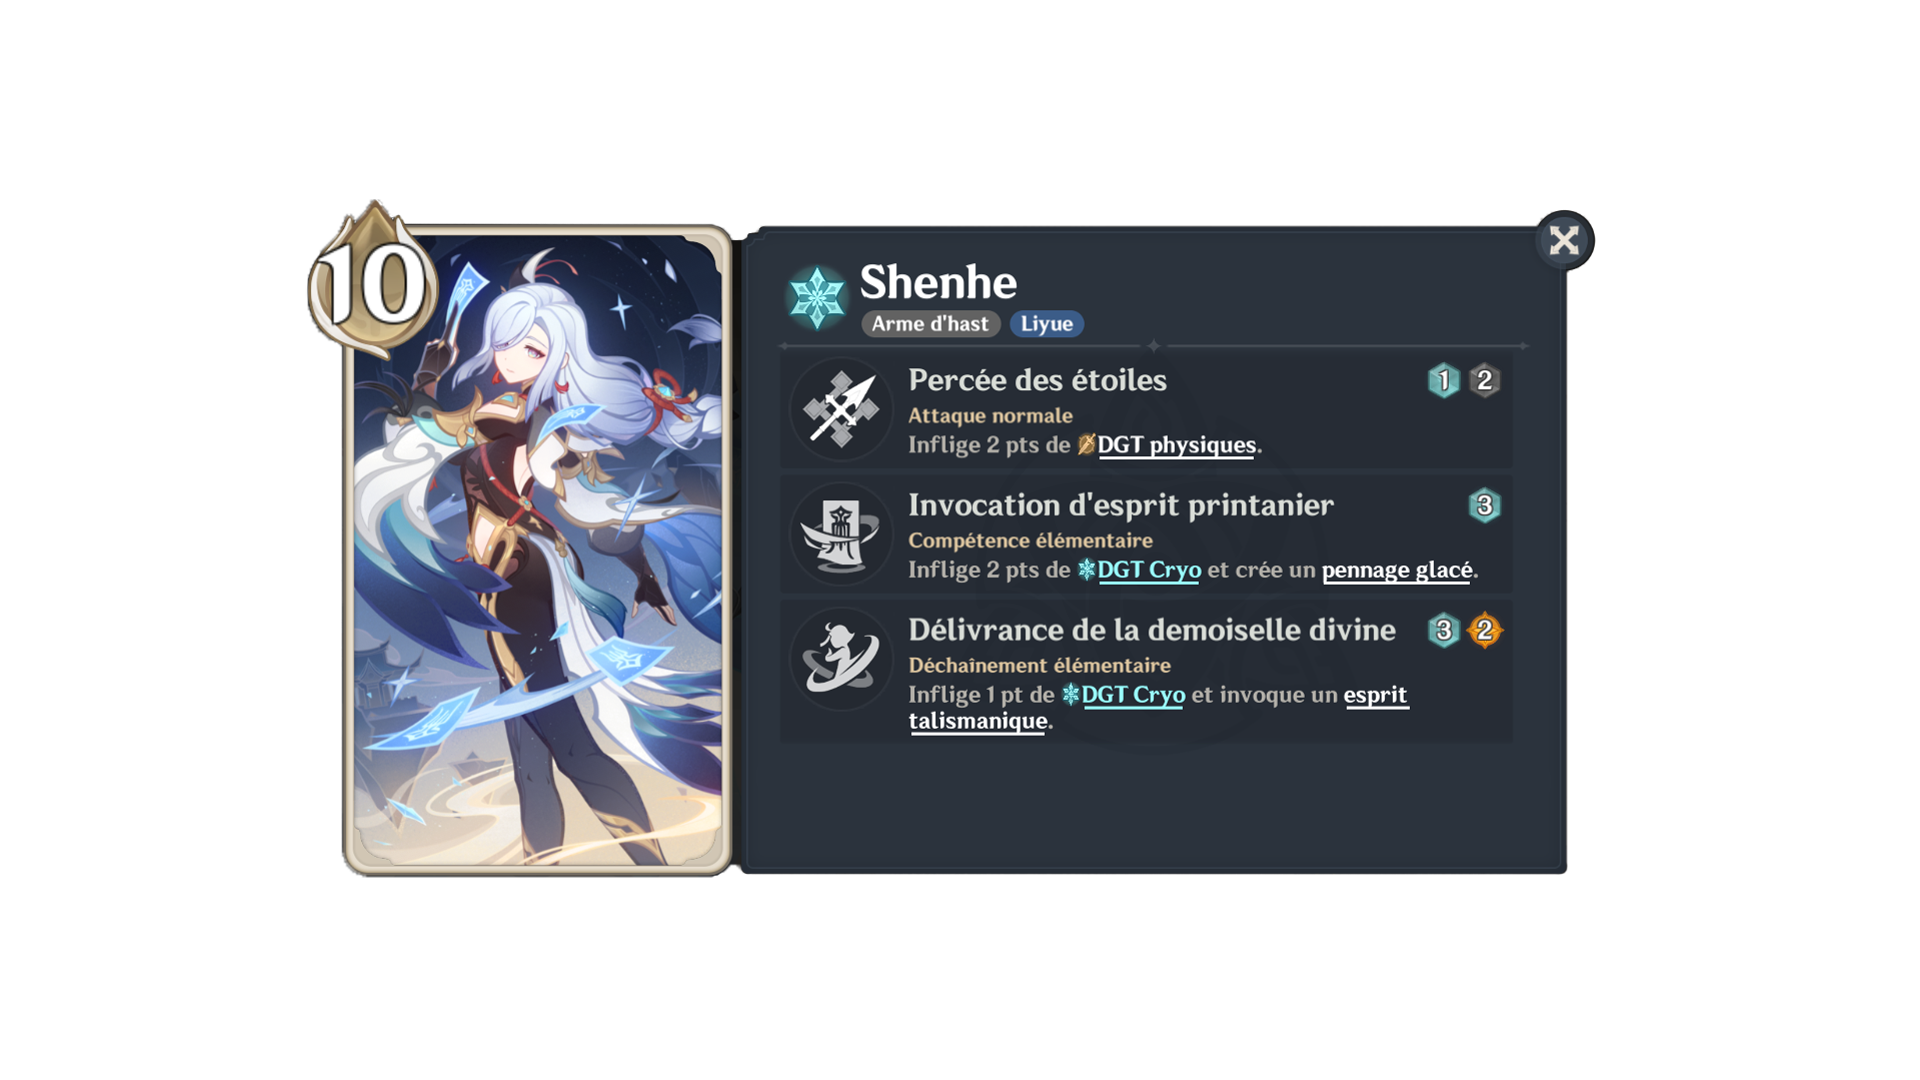 10
Shenhe
Arme d'hast Liyue
Percée des étoiles 1 2
Attaque normale
Inflige 2 pts de DGT physiques.
Invocation d'esprit printanier 3
Compétence élémentaire
Inflige 2 pts de DGT Cryo et crée un pennage glacé.
Délivrance de la demoiselle divine 3 2
Déchaînement élémentaire
Inflige 1 pt de DGT Cryo et invoque un esprit
talismanique.